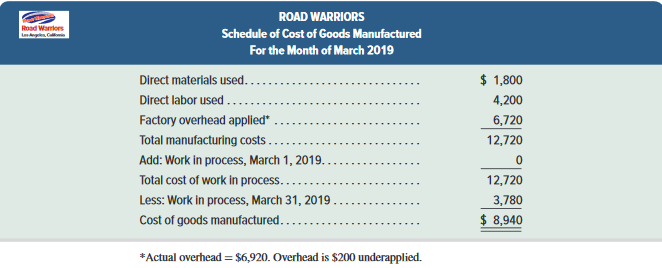 Road Warriors
Los Angeles, California
ROAD WARRIORS
Schedule of Cost of Goods Manufactured
For the Month of March 2019
Direct materials used. . . . . . . . . . . . . . . . . . . . . . . . . . . . . . $ 1,800
Direct labor used . . . . . . . . . . . . . . . . . . . . . . . . . . . . . . . . . 4,200
Factory overhead applied* . . . . . . . . . . . . . . . . . . . . . . . . . 6,720
Total manufacturing costs . . . . . . . . . . . . . . . . . . . . . . . . . . 12,720
Add: Work in process, March 1, 2019. . . . . . . . . . . . . . . . . 0
Total cost of work in process. . . . . . . . . . . . . . . . . . . . . . . . 12,720
Less: Work in process, March 31, 2019 . . . . . . . . . . . . . . . 3,780
Cost of goods manufactured. . . . . . . . . . . . . . . . . . . . . . . . $ 8,940
*Actual overhead = $6,920. Overhead is $200 underapplied.